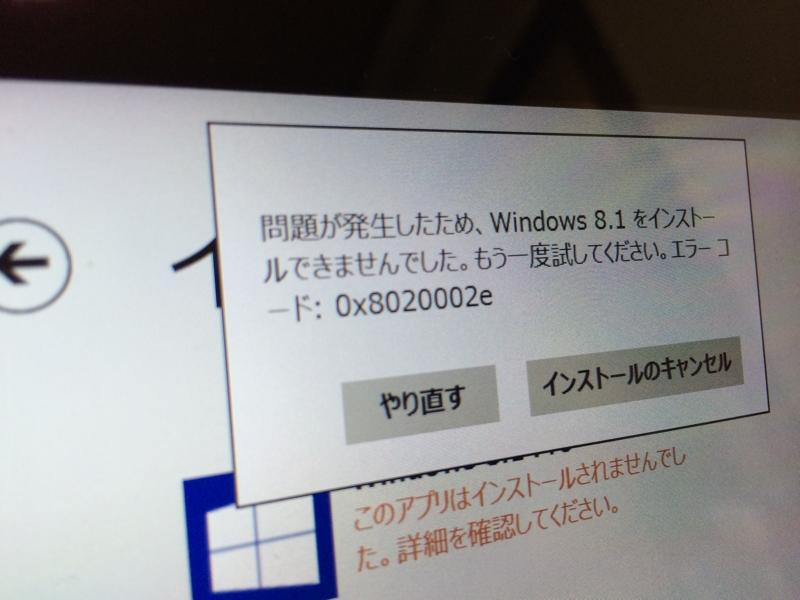 問題が発生したため、Windows 8.1 をインストー
ルできませんでした。もう一度試してください。エラー コ
ード: 0x8020002e
やり直す
インストールのキャンセル
このアプリはインストールされませんでし
た。詳細を確認してください。